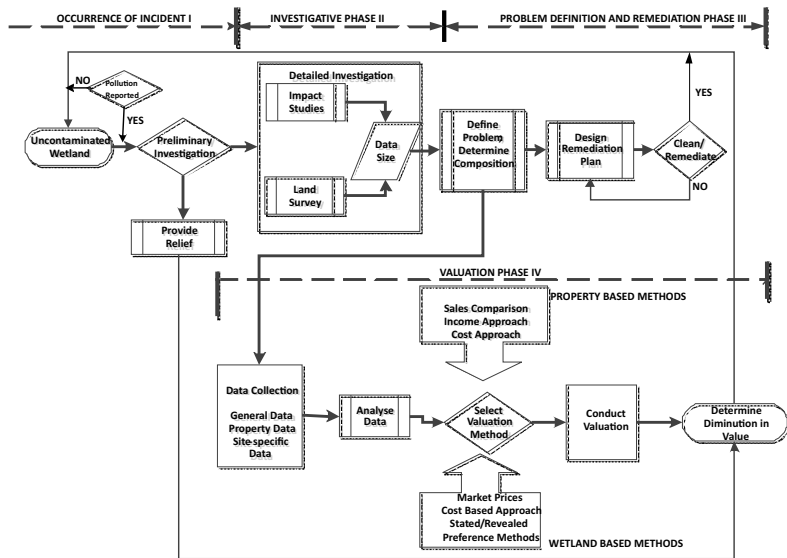 OCCURRENCE OF INCIDENT I
INVESTIGATIVE PHASE II
PROBLEM DEFINITION AND REMEDIATION PHASE III
NO
Pollution
Reported
YES
Uncontaminated
Wetland
Preliminary
Investigation
Provide
Relief
Detailed Investigation
Impact
Studies
Data
Size
Land
Survey
Define
Problem,
Determine
Composition
Design
Remediation
Plan
Clean/
Remediate
YES
NO
VALUATION PHASE IV
PROPERTY BASED METHODS
Sales Comparison
Income Approach
Cost Approach
Data Collection
General Data
Property Data
Site-specific
Data
Analyse
Data
Select
Valuation
Method
Conduct
Valuation
Determine
Diminution in
Value
Market Prices
Cost Based Approach
Stated/Revealed
Preference Methods
WETLAND BASED METHODS